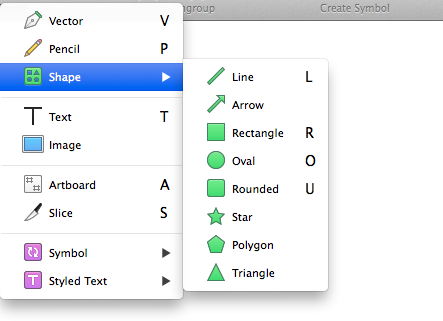 group
Create Symbol
Vector V
Pencil P
Shape
Text T
Image
Artboard A
Slice S
Symbol
Styled Text
Line L
Arrow
Rectangle R
Oval O
Rounded U
Star
Polygon
Triangle